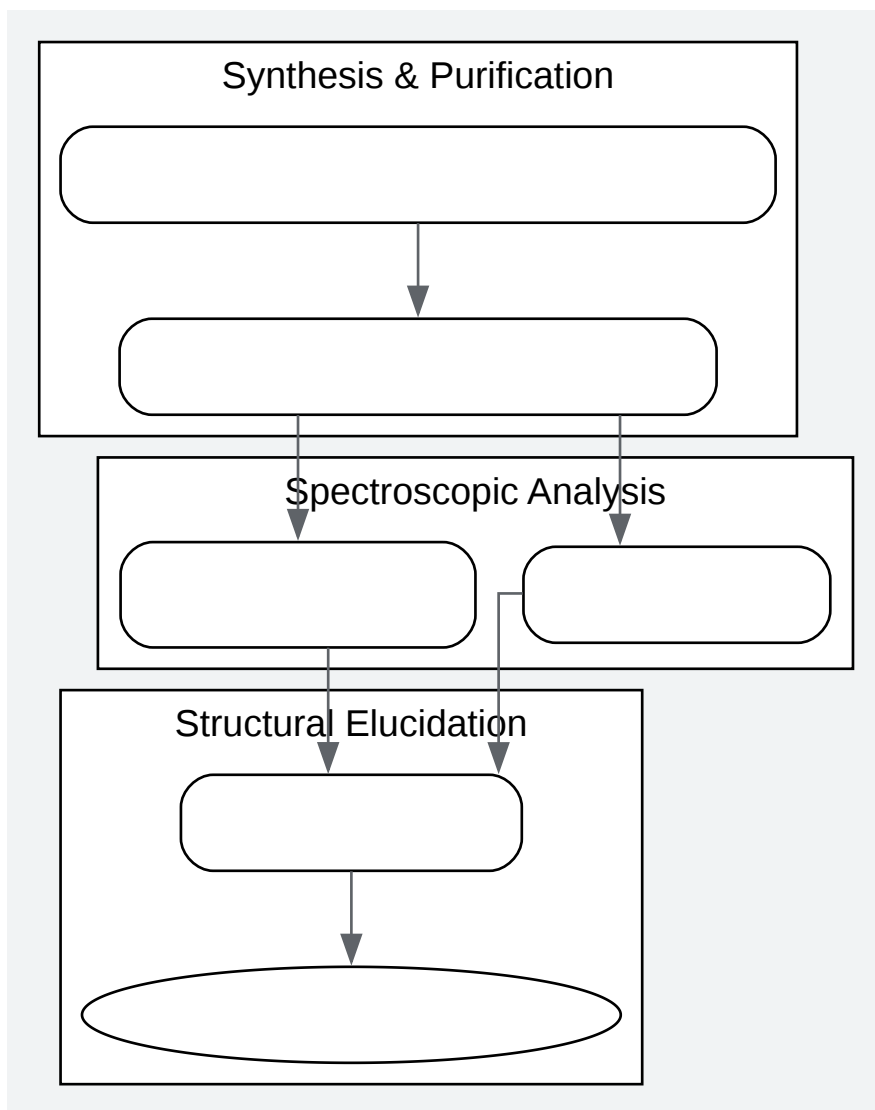 Synthesis & Purification
Spectroscopic Analysis
Structural Elucidation